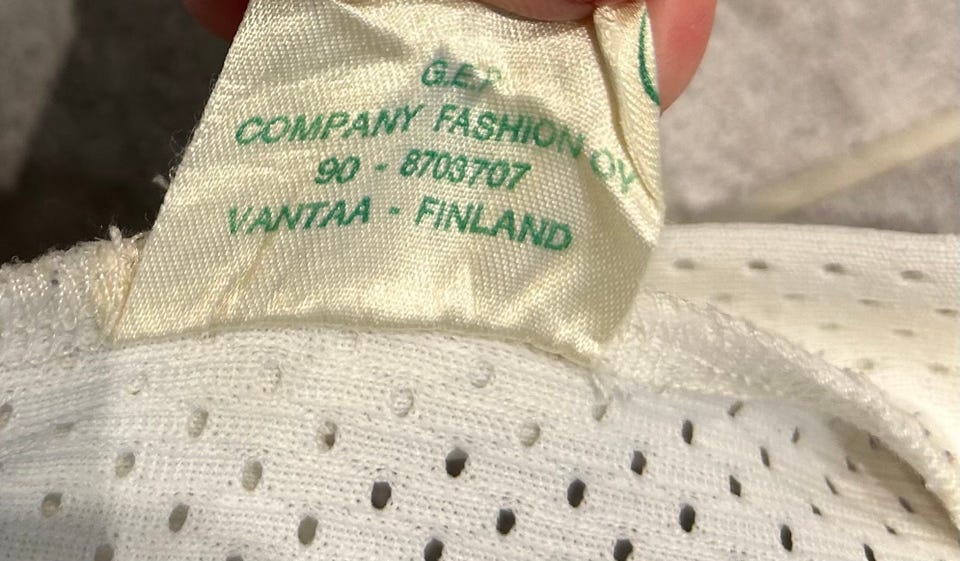 G.E.P
COMPANY FASHION OY
90 - 8703707
VANTAA - FINLAND